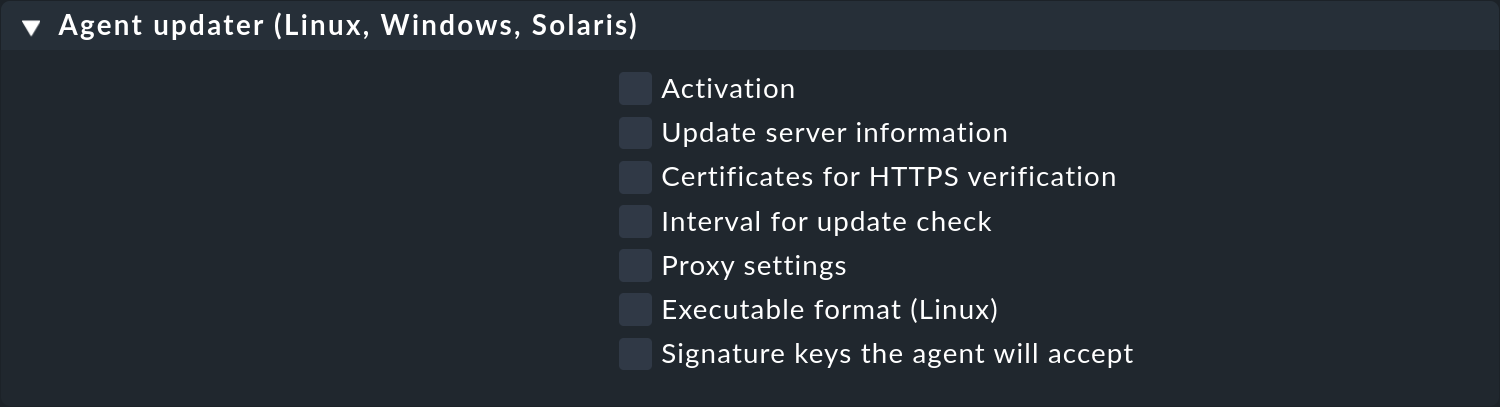 Agent updater (Linux, Windows, Solaris)
Activation
Update server information
Certificates for HTTPS verification
Interval for update check
Proxy settings
Executable format (Linux)
Signature keys the agent will accept